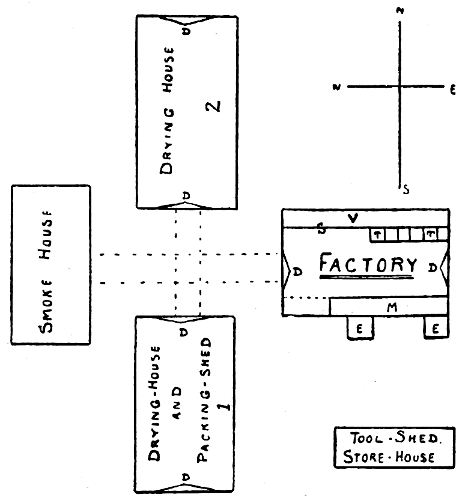 N
N E
S
D
DRYING HOUSE
2
D
SMOKE HOUSE
V
S
T T
D FACTORY D
M
E E
D
DRYING-HOUSE
AND
PACKING-SHED
1
D
TOOL-SHED.
STORE-HOUSE